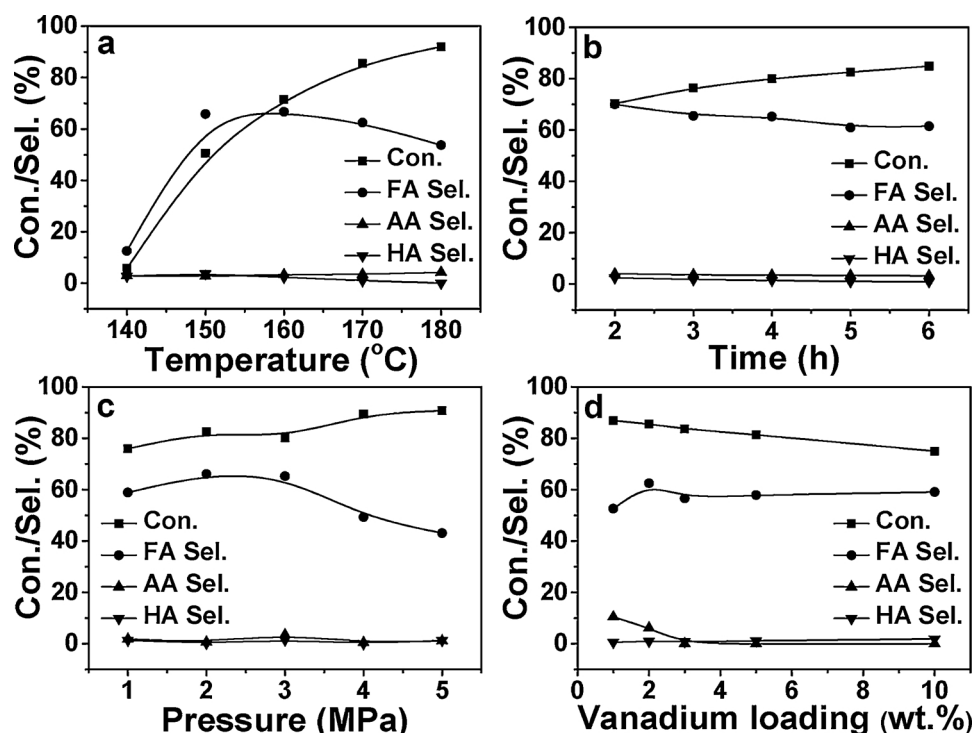 a
Con./Sel. (%)
100
80
60
40
20
0
Con.
FA Sel.
AA Sel.
HA Sel.
140 150 160 170 180
Temperature (°C)
b
Con./Sel. (%)
100
80
60
40
20
0
Con.
FA Sel.
AA Sel.
HA Sel.
2 3 4 5 6
Time (h)
c
Con./Sel. (%)
100
80
60
40
20
0
Con.
FA Sel.
AA Sel.
HA Sel.
1 2 3 4 5
Pressure (MPa)
d
Con./Sel. (%)
100
80
60
40
20
0
Con.
FA Sel.
AA Sel.
HA Sel.
0 2 4 6 8 10
Vanadium loading (wt.%)